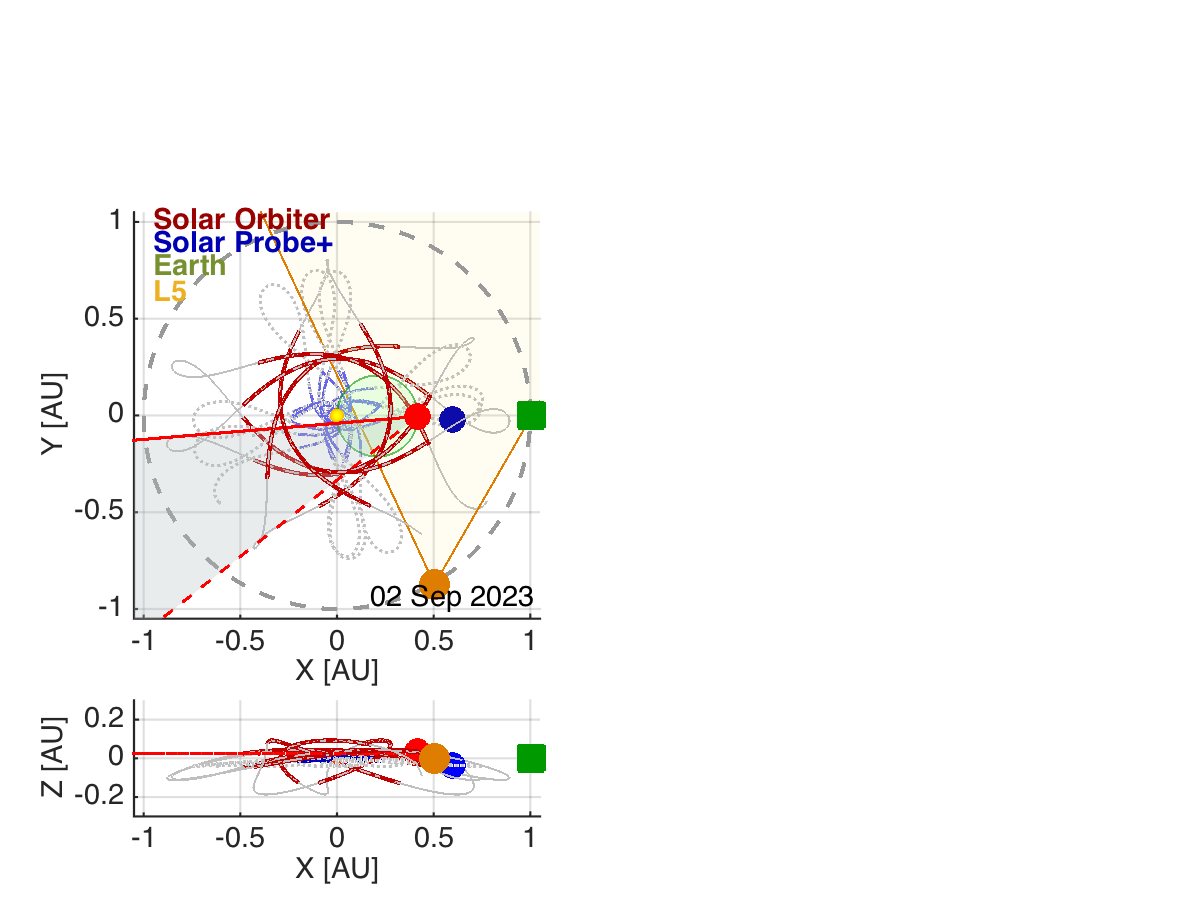 Solar Orbiter
Solar Probe+
Earth
L5
1
0.5
0
-0.5
-1
Y [AU]
02 Sep 2023
-1 -0.5 0 0.5 1
X [AU]
0.2
0
-0.2
Z [AU]
-1 -0.5 0 0.5 1
X [AU]